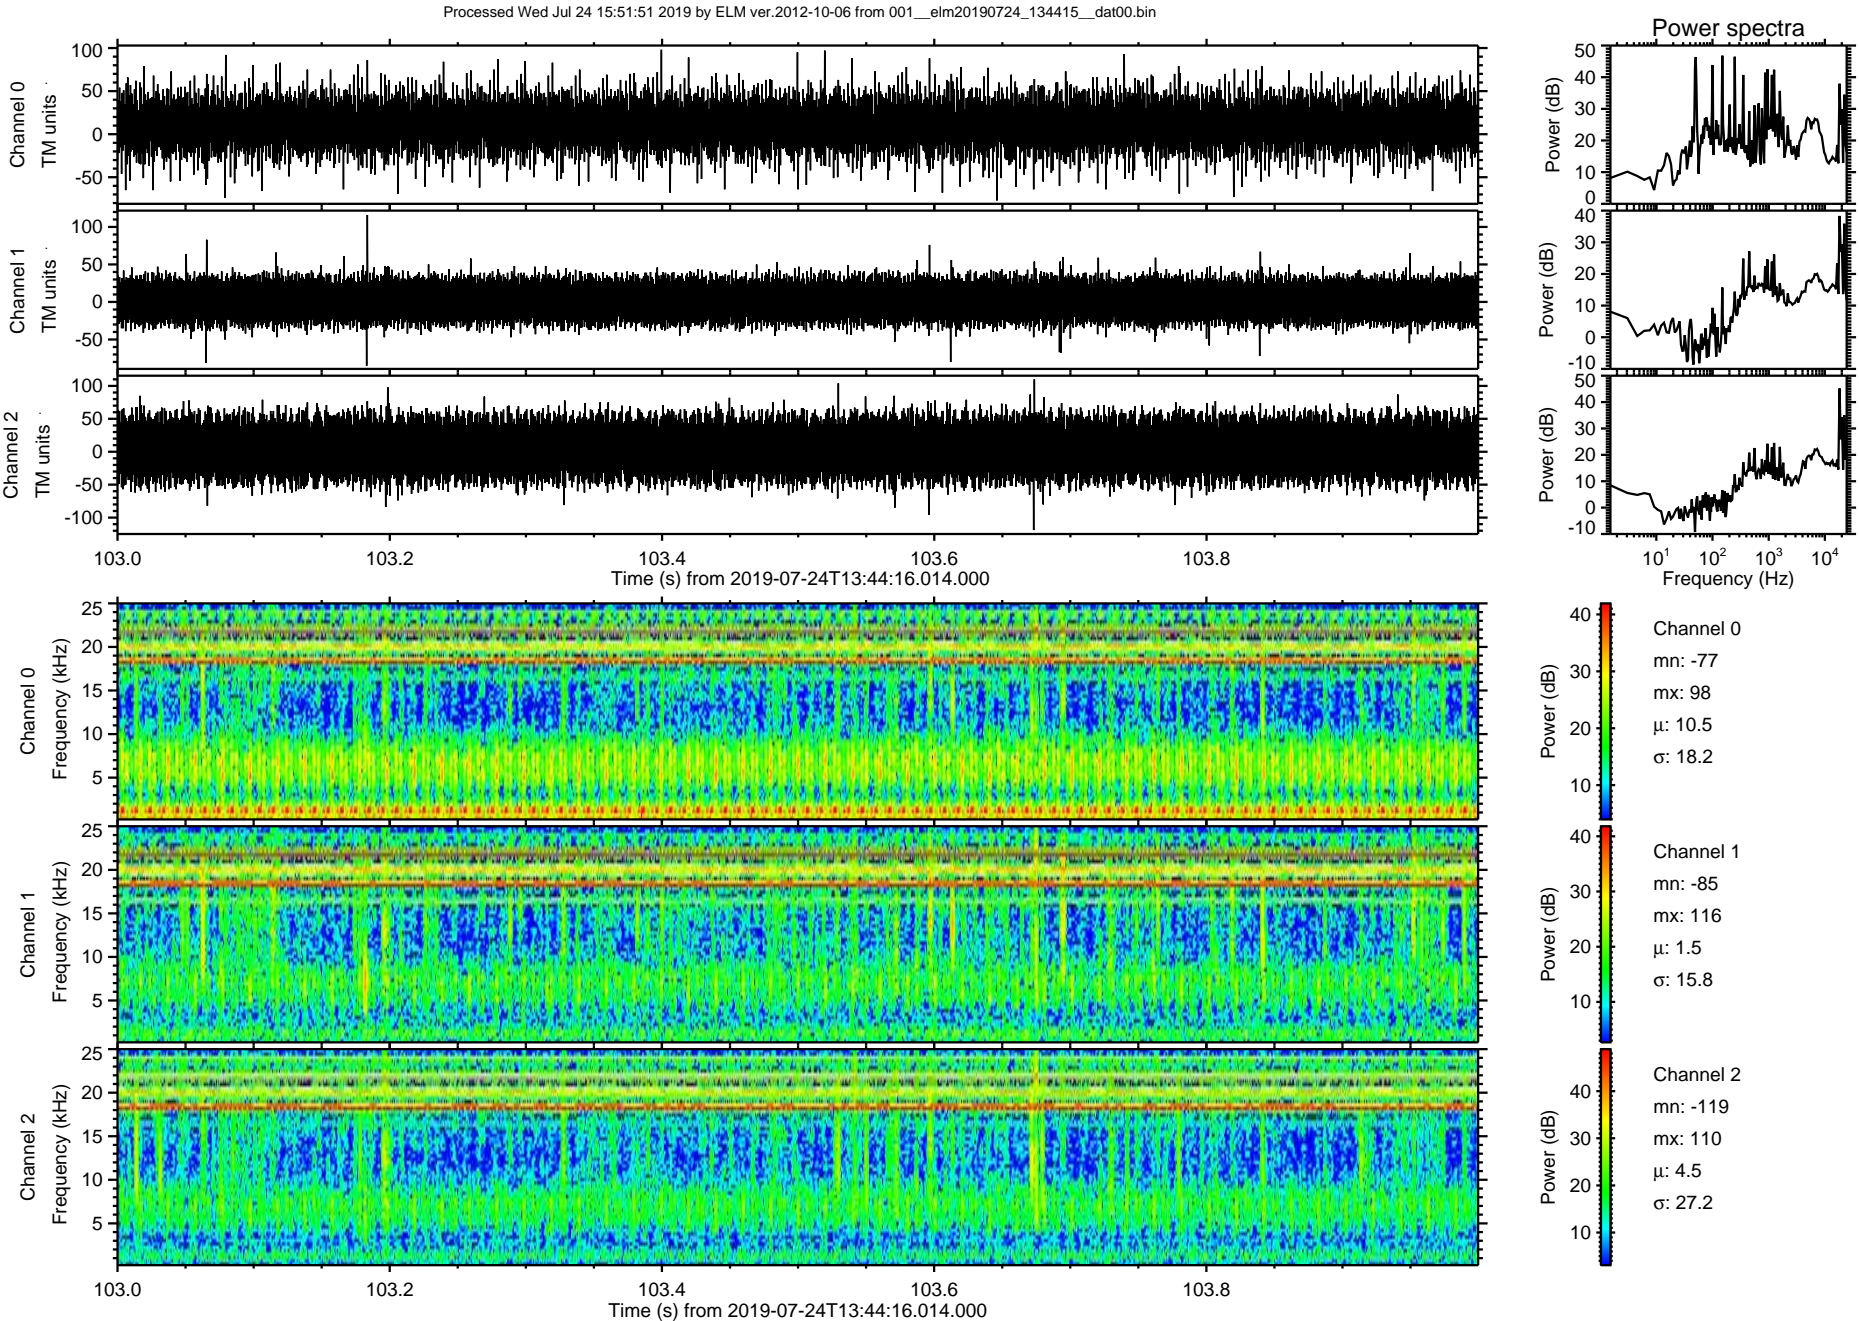 Processed Wed Jul 24 15:51:51 2019 by ELM ver.2012-10-06 from 001__elm20190724_134415__dat00.bin
Power spectra
Channel 0
TM units
100
50
0
-50
Power (dB)
50
40
30
20
10
0
Channel 1
TM units
100
50
0
-50
Power (dB)
40
30
20
10
0
-10
Channel 2
TM units
100
50
0
-50
-100
Power (dB)
50
40
30
20
10
0
-10
103.0 103.2 103.4 103.6 103.8
Time (s) from 2019-07-24T13:44:16.014.000
10^1 10^2 10^3 10^4
Frequency (Hz)
Channel 0
Frequency (kHz)
25
20
15
10
5
Power (dB)
40
30
20
10
Channel 0
mn: -77
mx: 98
μ: 10.5
σ: 18.2
Channel 1
Frequency (kHz)
25
20
15
10
5
Power (dB)
40
30
20
10
Channel 1
mn: -85
mx: 116
μ: 1.5
σ: 15.8
Channel 2
Frequency (kHz)
25
20
15
10
5
Power (dB)
40
30
20
10
Channel 2
mn: -119
mx: 110
μ: 4.5
σ: 27.2
103.0 103.2 103.4 103.6 103.8
Time (s) from 2019-07-24T13:44:16.014.000